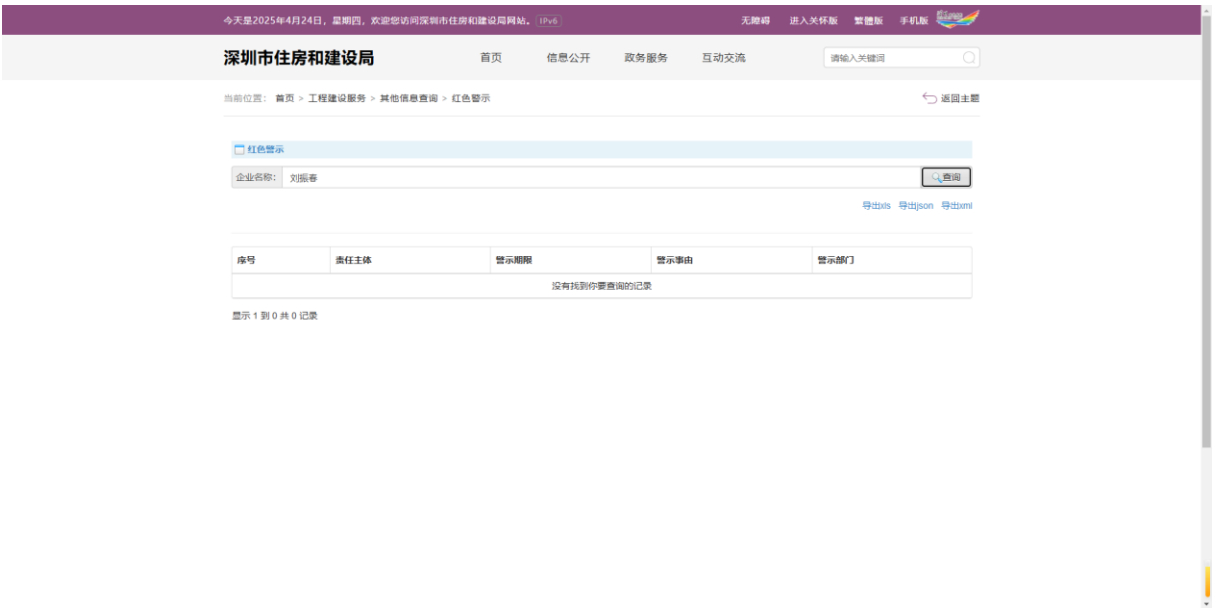 今天是2025年4月24日，星期四，欢迎您访问深圳市住房和建设局网站。 IPv6 无障碍 进入关怀版 繁體版 手机版
深圳市住房和建设局 首页 信息公开 政务服务 互动交流 请输入关键词
当前位置： 首页 > 工程建设服务 > 其他信息查询 > 红色警示 返回主题
红色警示
企业名称： 刘振春 查询
导出xls 导出json 导出xml
序号 责任主体 警示期限 警示事由 警示部门
没有找到你要查询的记录
显示 1 到 0 共 0 记录